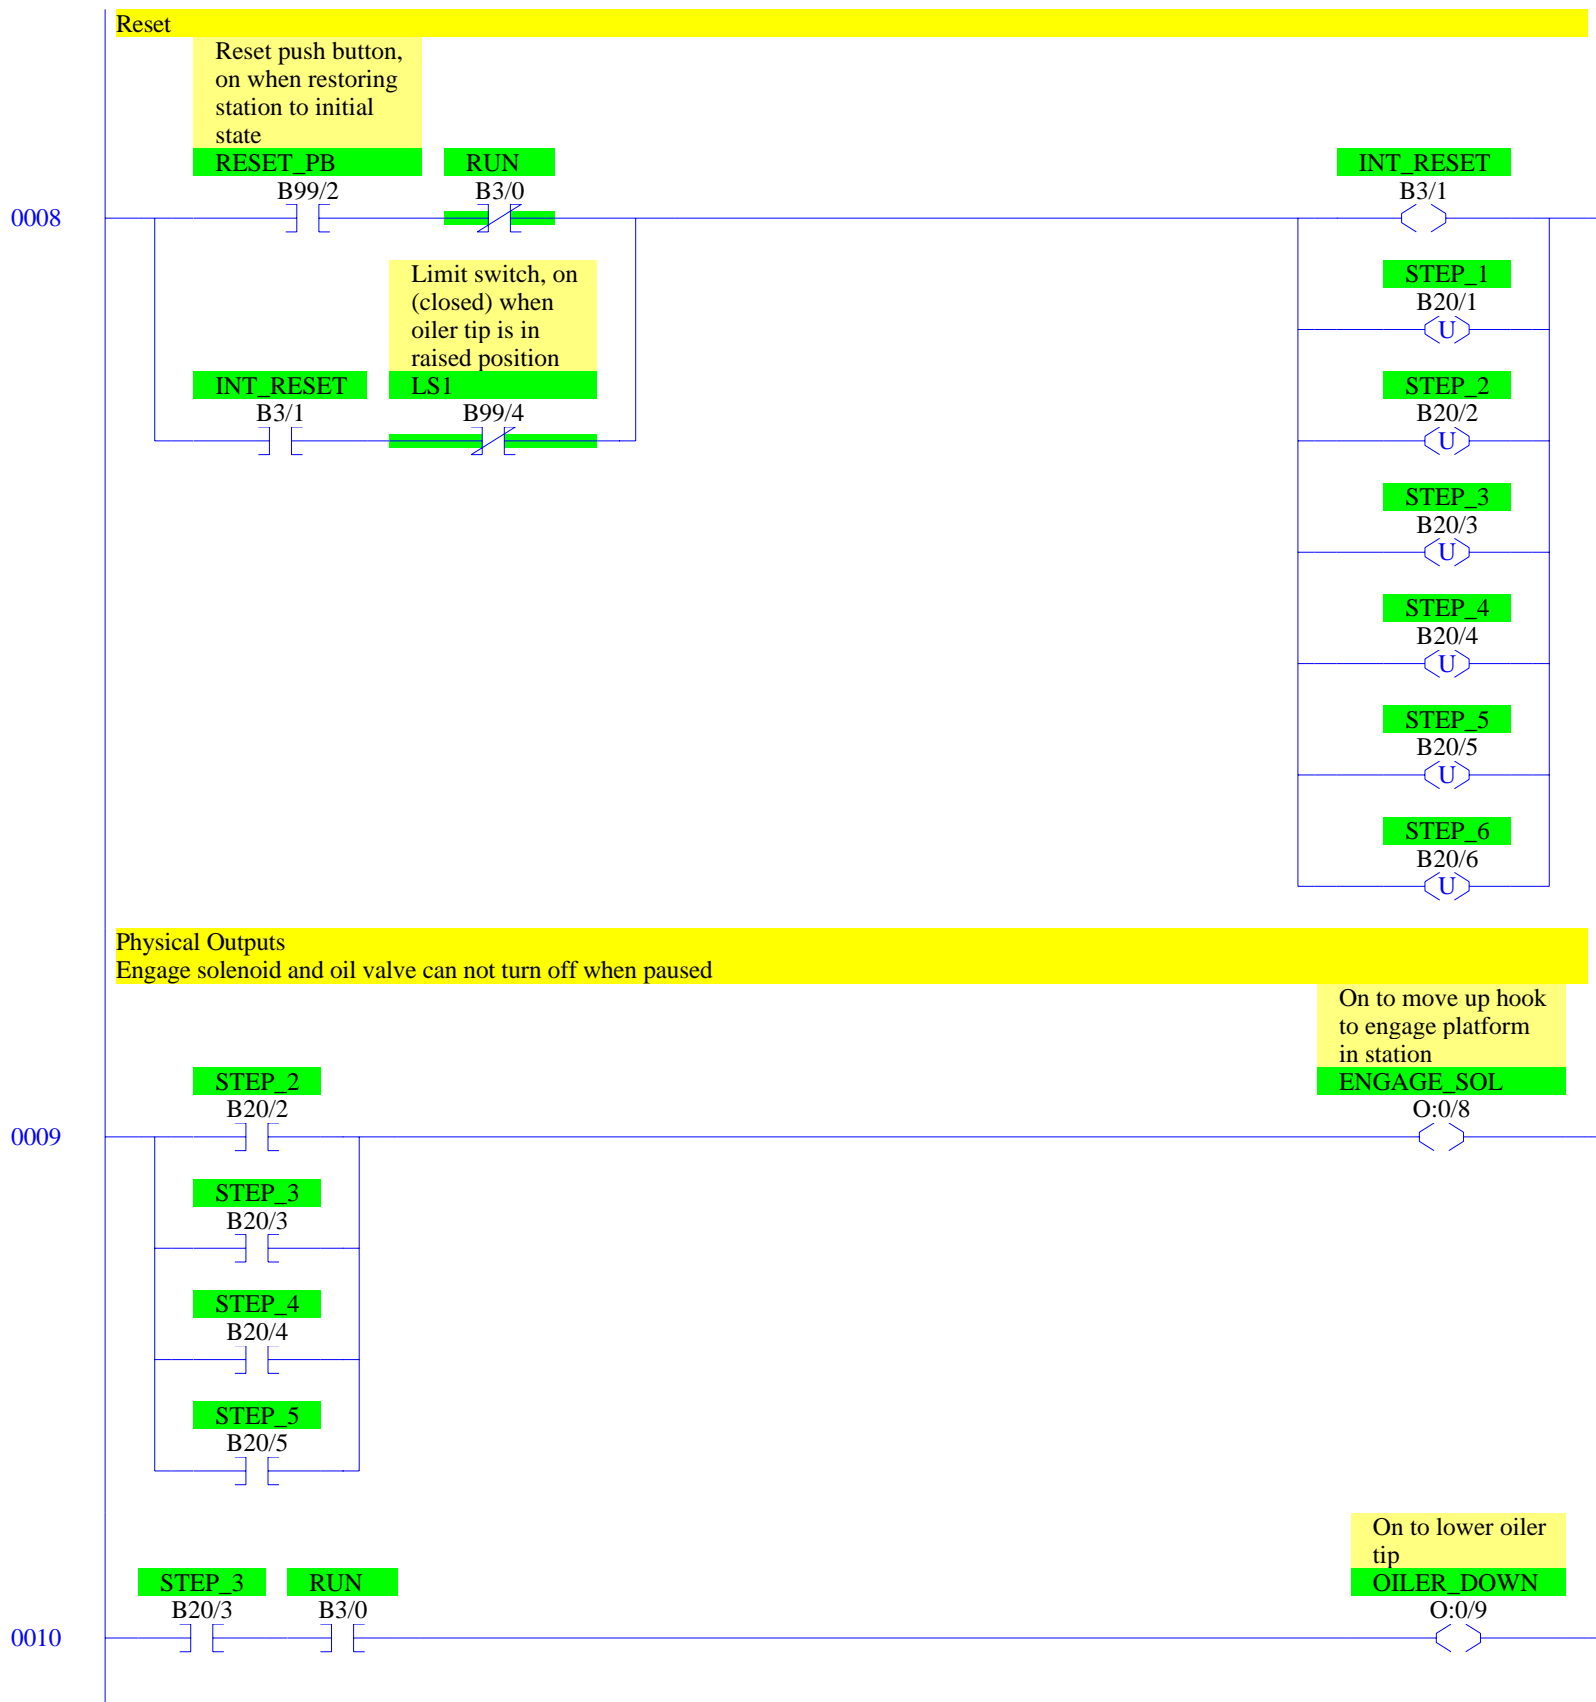 Reset
Reset push button,
on when restoring
station to initial
state
RESET_PB
B99/2
RUN
B3/0
INT_RESET
B3/1
0008
STEP_1
B20/1
U
Limit switch, on
(closed) when
oiler tip is in
raised position
INT_RESET
B3/1
LS1
B99/4
STEP_2
B20/2
U
STEP_3
B20/3
U
STEP_4
B20/4
U
STEP_5
B20/5
U
STEP_6
B20/6
U
Physical Outputs
Engage solenoid and oil valve can not turn off when paused
On to move up hook
to engage platform
in station
ENGAGE_SOL
O:0/8
STEP_2
B20/2
0009
STEP_3
B20/3
STEP_4
B20/4
STEP_5
B20/5
On to lower oiler
tip
OILER_DOWN
O:0/9
STEP_3
B20/3
RUN
B3/0
0010